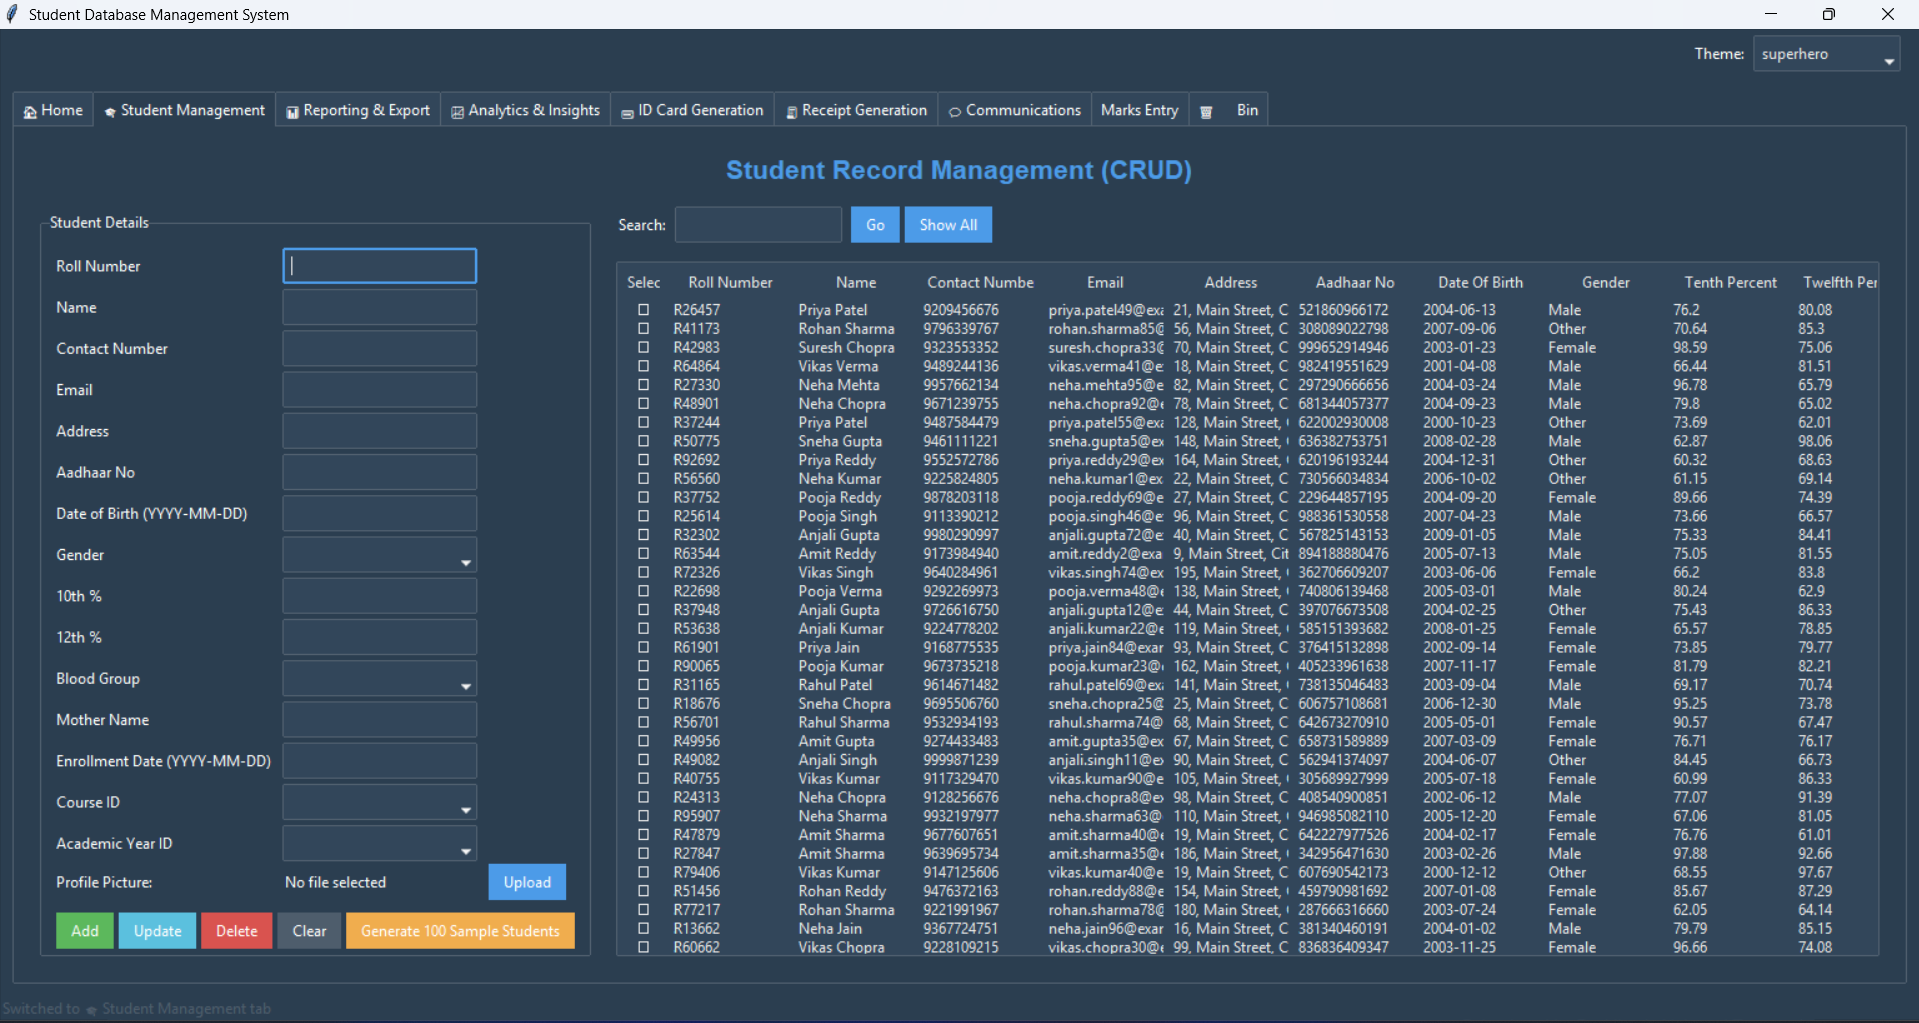 Student Database Management System
Theme: superhero
Home Student Management Reporting & Export Analytics & Insights ID Card Generation Receipt Generation Communications Marks Entry Bin
Student Record Management (CRUD)
Student Details
Roll Number
Name
Contact Number
Email
Address
Aadhaar No
Date of Birth (YYYY-MM-DD)
Gender
10th %
12th %
Blood Group
Mother Name
Enrollment Date (YYYY-MM-DD)
Course ID
Academic Year ID
Profile Picture: No file selected Upload
Add Update Delete Clear Generate 100 Sample Students
Search: Go Show All
Selec Roll Number Name Contact Numbe Email Address Aadhaar No Date Of Birth Gender Tenth Percent Twelfth Per
R26457 Priya Patel 9209456676 priya.patel49@exa 21, Main Street, C 521860966172 2004-06-13 Male 76.2 80.08
R41173 Rohan Sharma 9796339767 rohan.sharma85@ 56, Main Street, C 308089022798 2007-09-06 Other 70.64 85.3
R42983 Suresh Chopra 9323553352 suresh.chopra33@ 70, Main Street, C 999652914946 2003-01-23 Female 98.59 75.06
R64864 Vikas Verma 9489244136 vikas.verma41@e 18, Main Street, C 982419551629 2001-04-08 Male 66.44 81.51
R27330 Neha Mehta 9957662134 neha.mehta95@e 82, Main Street, C 297290666656 2004-03-24 Male 96.78 65.79
R48901 Neha Chopra 9671239755 neha.chopra92@e 78, Main Street, C 681344057377 2004-09-23 Male 79.8 65.02
R37244 Priya Patel 9487584479 priya.patel55@exa 128, Main Street, 622002930008 2000-10-23 Other 73.69 62.01
R50775 Sneha Gupta 9461111221 sneha.gupta5@ex 148, Main Street, 636382753751 2008-02-28 Male 62.87 98.06
R92692 Priya Reddy 9552572786 priya.reddy29@ex 164, Main Street, 620196193244 2004-12-31 Other 60.32 68.63
R56560 Neha Kumar 9225824805 neha.kumar1@ex 22, Main Street, C 730566034834 2006-10-02 Other 61.15 69.14
R37752 Pooja Reddy 9878203118 pooja.reddy69@e 27, Main Street, C 229644857195 2004-09-20 Female 89.66 74.39
R25614 Pooja Singh 9113390212 pooja.singh46@e 96, Main Street, C 988361530558 2007-04-23 Male 73.66 66.57
R32302 Anjali Gupta 9980290997 anjali.gupta72@e 40, Main Street, C 567825143153 2009-01-05 Male 75.33 84.41
R63544 Amit Reddy 9173984940 amit.reddy2@exa 9, Main Street, Cit 894188880476 2005-07-13 Male 75.05 81.55
R72326 Vikas Singh 9640284961 vikas.singh74@ex 195, Main Street, 362706609207 2003-06-06 Female 66.2 83.8
R22698 Pooja Verma 9292269973 pooja.verma48@e 138, Main Street, 740806139468 2005-03-01 Male 80.24 62.9
R37948 Anjali Gupta 9726616750 anjali.gupta12@e 44, Main Street, C 397076673508 2004-02-25 Other 75.43 86.33
R53638 Anjali Kumar 9224778202 anjali.kumar22@e 119, Main Street, 585151393682 2008-01-25 Female 65.57 78.85
R61901 Priya Jain 9168775535 priya.jain84@exar 93, Main Street, C 376415132898 2002-09-14 Female 73.85 79.77
R90065 Pooja Kumar 9673735218 pooja.kumar23@ 162, Main Street, 405233961638 2007-11-17 Female 81.79 82.21
R31165 Rahul Patel 9614671482 rahul.patel69@ex 141, Main Street, 738135046483 2003-09-04 Male 69.17 70.74
R18676 Sneha Chopra 9695506760 sneha.chopra25@ 25, Main Street, C 606757108681 2006-12-30 Male 95.25 73.78
R56701 Rahul Sharma 9532934193 rahul.sharma74@ 68, Main Street, C 642673270910 2005-05-01 Female 90.57 67.47
R49956 Amit Gupta 9274433483 amit.gupta35@ex 67, Main Street, C 658731589889 2007-03-09 Female 76.71 76.17
R49082 Anjali Singh 9999871239 anjali.singh11@e 90, Main Street, C 562941374097 2004-06-07 Other 84.45 66.73
R40755 Vikas Kumar 9117329470 vikas.kumar90@e 105, Main Street, 305689927999 2005-07-18 Female 60.99 86.33
R24313 Neha Chopra 9128256676 neha.chopra8@e 98, Main Street, C 408540900851 2002-06-12 Male 77.07 91.39
R95907 Neha Sharma 9932197977 neha.sharma63@ 110, Main Street, 946985082110 2005-12-20 Female 67.06 81.05
R47879 Amit Sharma 9677607651 amit.sharma40@e 19, Main Street, C 642227977526 2004-02-17 Female 76.76 61.01
R27847 Amit Sharma 9639695734 amit.sharma35@e 186, Main Street, 342956471630 2003-02-26 Male 97.88 92.66
R79406 Vikas Kumar 9147125606 vikas.kumar40@e 19, Main Street, C 607690542173 2000-12-12 Other 68.55 97.67
R51456 Rohan Reddy 9476372163 rohan.reddy88@e 154, Main Street, 459790981692 2007-01-08 Female 85.67 87.29
R77217 Rohan Sharma 9221991967 rohan.sharma78@ 180, Main Street, 287666316660 2003-07-24 Female 62.05 64.14
R13662 Neha Jain 9367724751 neha.jain96@exar 16, Main Street, C 381340460191 2004-01-02 Male 79.79 85.15
R60662 Vikas Chopra 9228109215 vikas.chopra30@e 99, Main Street, C 836836409347 2003-11-25 Female 96.66 74.08
Switched to Student Management tab